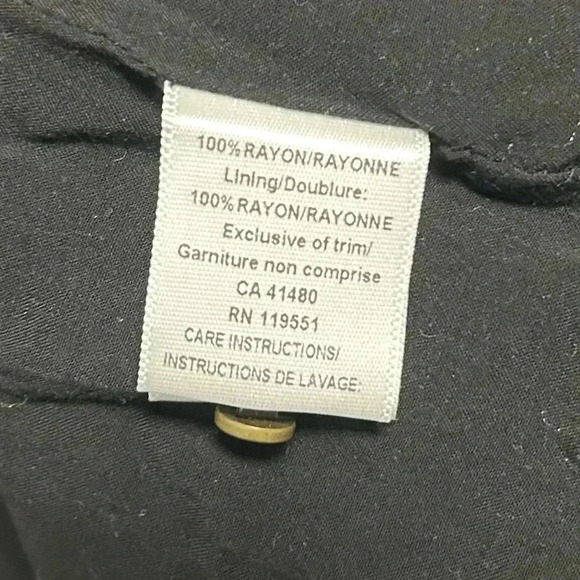 100% RAYON/RAYONNE
Lining/Doublure:
100% RAYON/RAYONNE
Exclusive of trim/
Garniture non comprise
CA 41480
RN 119551
CARE INSTRUCTIONS/
INSTRUCTIONS DE LAVAGE: